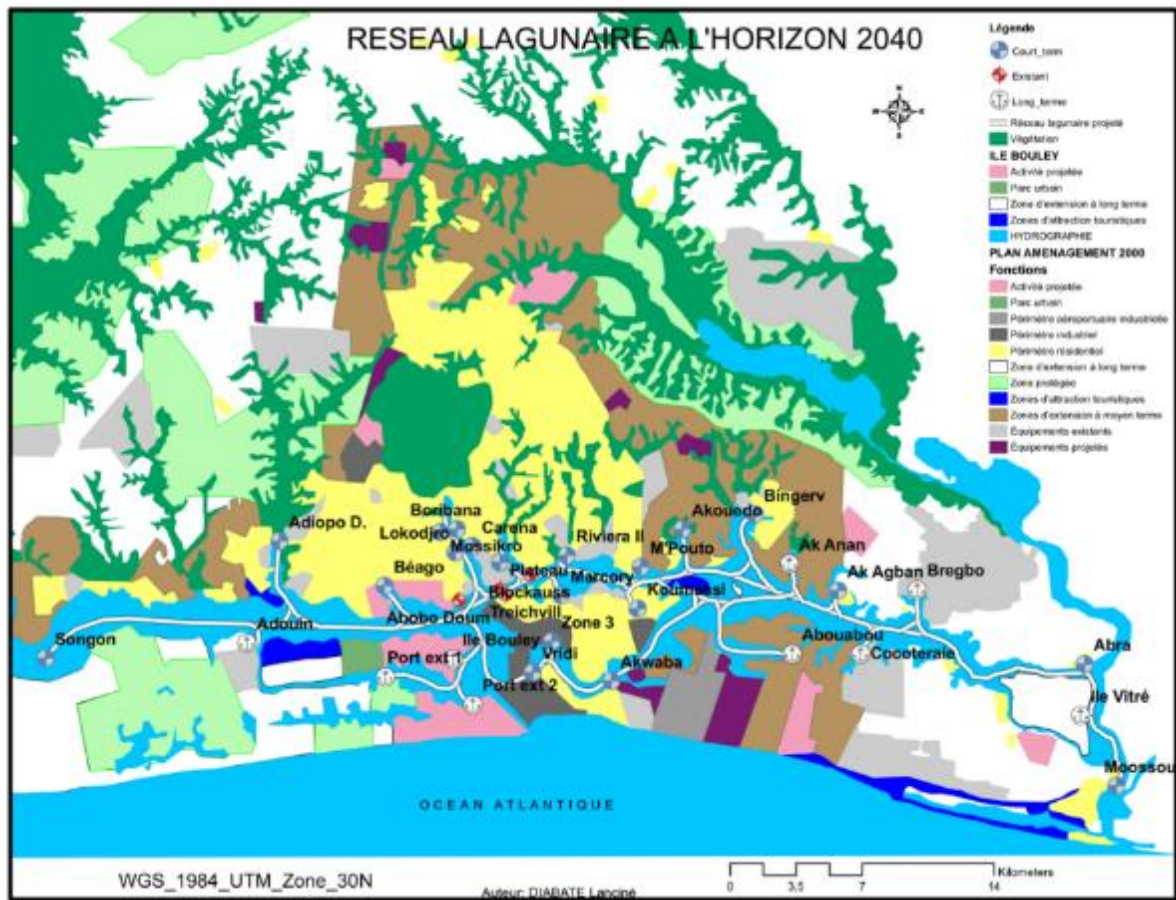 RESEAU LAGUNAIRE A L'HORIZON 2040
Légende
Court_term
Existant
Long_terme
Réseau lagunaire projeté
Végétation
ILE BOULEY
Activité projetée
Parc urbain
Zone d'extension à long terme
Zones d'attraction touristiques
HYDROGRAPHIE
PLAN AMENAGEMENT 2000
Fonctions
Activité projetée
Parc urbain
Périmètre aéroportuaire industrielle
Périmètre industriel
Périmètre résidentiel
Zone d'extension à long terme
Zone protégée
Zones d'attraction touristiques
Zones d'extension à moyen terme
Equipements existents
Equipements projetés
N
W
E
S
Boribana
Lokodjro
Carena
Mossikro
Adiopo D.
Béago
Plateau
Blockauss
Treichvill
Abobo Doum
Adouin
Songon
Ile Bouley
Port ext 1
Port ext 2
Vridi
Zone 3
Akwaba
Marcory
Riviera II
M'Pouto
Koumassi
Akouedo
Bingerv
Ak Anan
Ak Agban
Bregbo
Abouabou
Cocoteraie
Abra
Ile Vitré
Moossou
OCEAN ATLANTIQUE
WGS_1984_UTM_Zone_30N
Auteur: DIABATE Lanciné
Kilometers
0
3,5
7
14